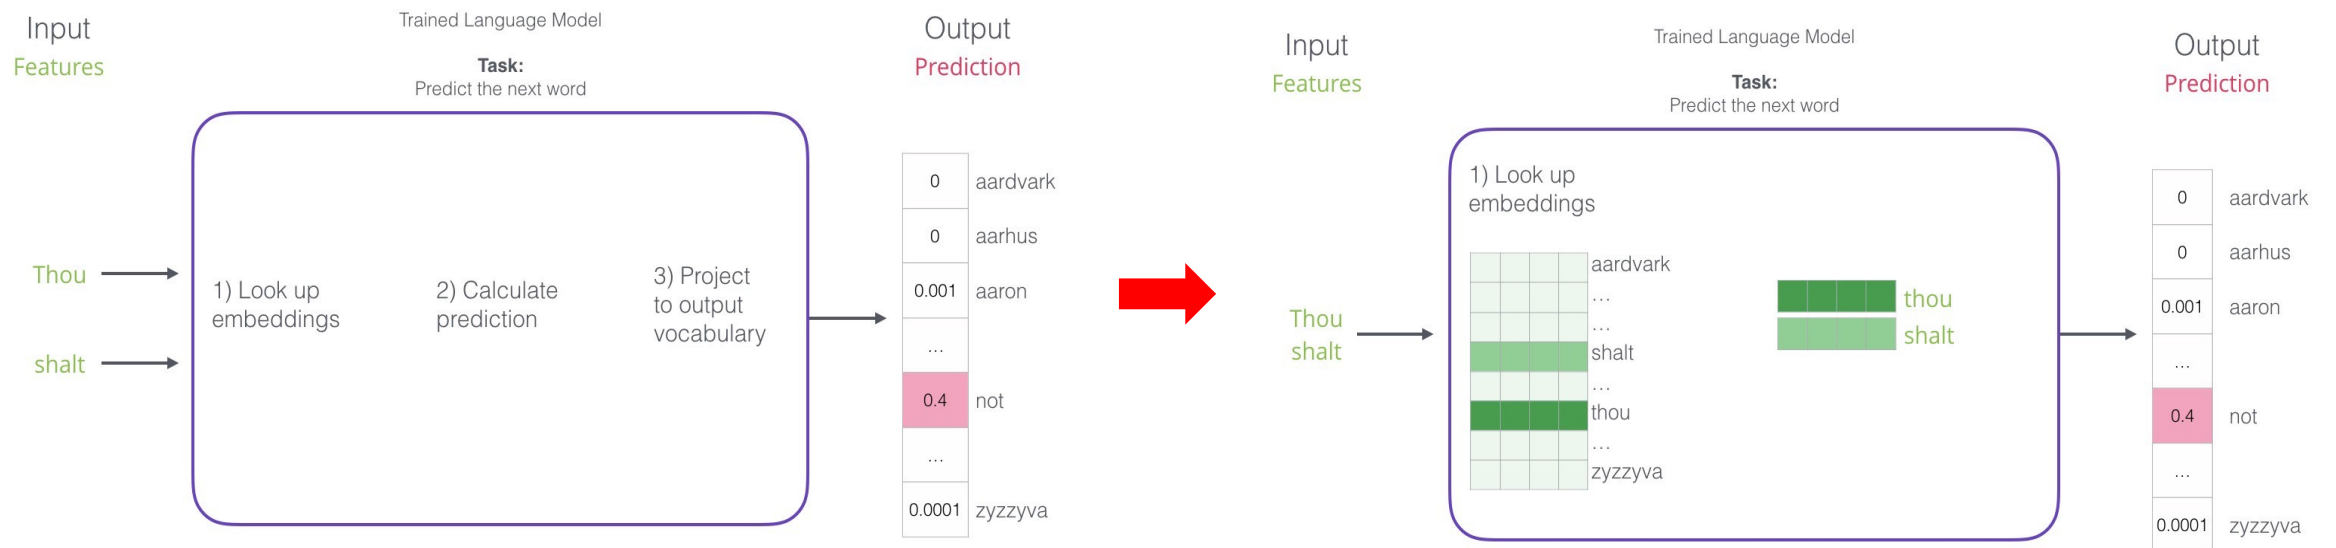 Input
Features
Trained Language Model
Task:
Predict the next word
Output
Prediction
Thou
shalt
1) Look up
embeddings
2) Calculate
prediction
3) Project
to output
vocabulary
0 aardvark
0 aarhus
0.001 aaron
...
0.4 not
...
0.0001 zyzzyva
Input
Features
Trained Language Model
Task:
Predict the next word
Output
Prediction
Thou
shalt
1) Look up
embeddings
aardvark
...
...
shalt
...
thou
...
zyzzyva
thou
shalt
0 aardvark
0 aarhus
0.001 aaron
...
0.4 not
...
0.0001 zyzzyva